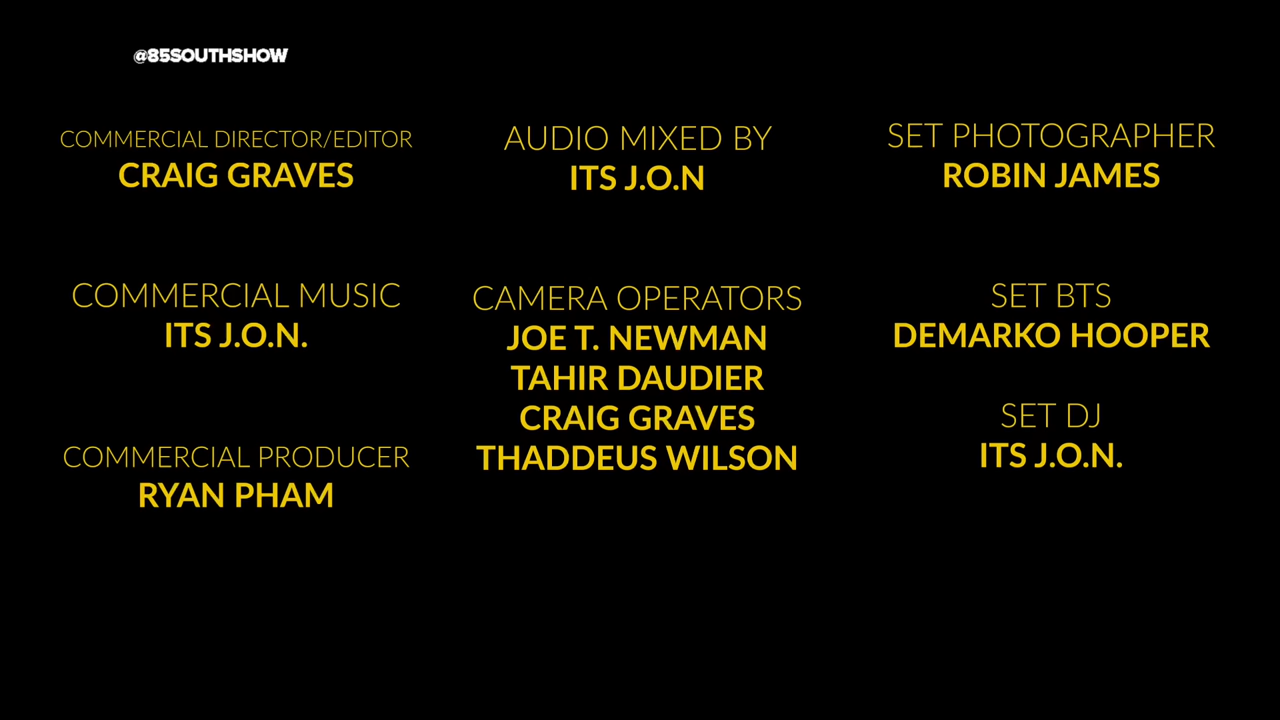 @85SOUTHSHOW
COMMERCIAL DIRECTOR/EDITOR
CRAIG GRAVES
COMMERCIAL MUSIC
ITS J.O.N.
COMMERCIAL PRODUCER
RYAN PHAM
AUDIO MIXED BY
ITS J.O.N
CAMERA OPERATORS
JOE T. NEWMAN
TAHIR DAUDIER
CRAIG GRAVES
THADDEUS WILSON
SET PHOTOGRAPHER
ROBIN JAMES
SET BTS
DEMARKO HOOPER
SET DJ
ITS J.O.N.